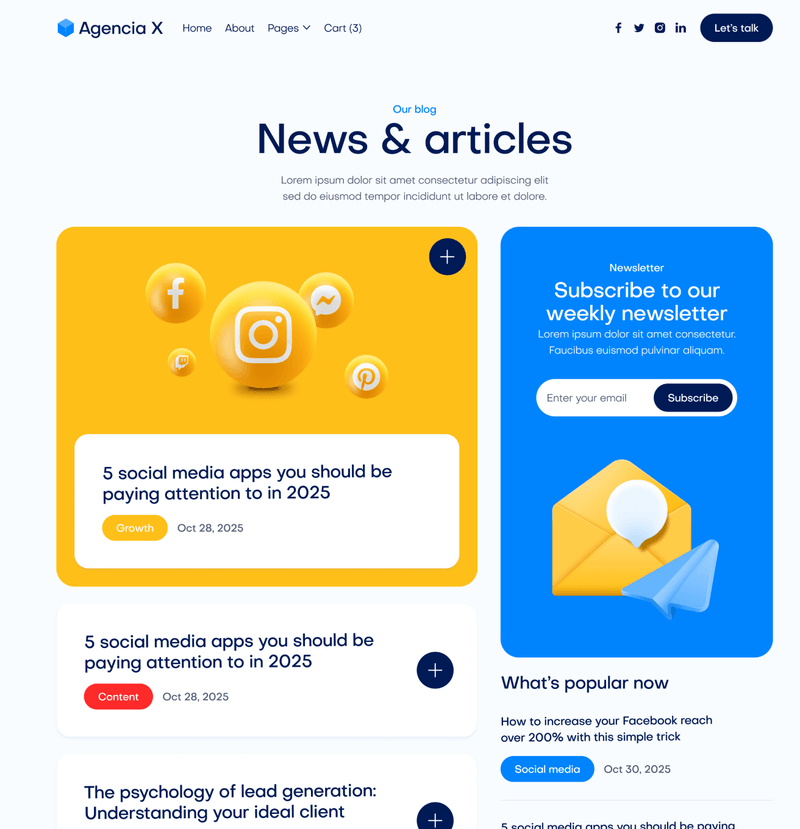 Agencia X
Home About Pages Cart (3)
Let's talk
Our blog
News & articles
Lorem ipsum dolor sit amet consectetur adipiscing elit
sed do eiusmod tempor incididunt ut labore et dolore.
5 social media apps you should be
paying attention to in 2025
Growth Oct 28, 2025
5 social media apps you should be
paying attention to in 2025
Content Oct 28, 2025
The psychology of lead generation:
Understanding your ideal client
Newsletter
Subscribe to our
weekly newsletter
Lorem ipsum dolor sit amet consectetur.
Faucibus euismod pulvinar aliquam.
Enter your email Subscribe
What's popular now
How to increase your Facebook reach
over 200% with this simple trick
Social media Oct 30, 2025
5 social media apps you should be paying